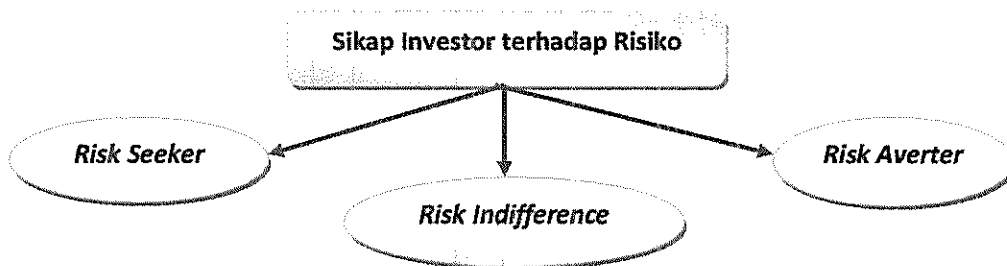 Sikap Investor terhadap Risiko
Risk Seeker
Risk Averter
Risk Indifference